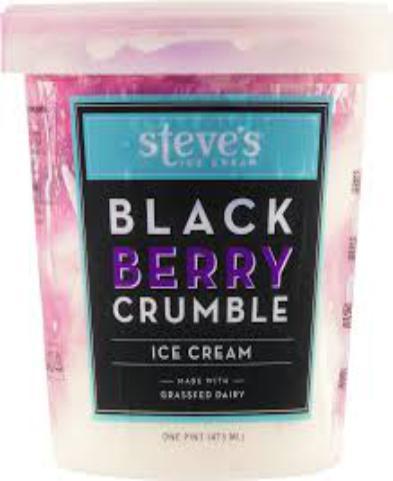 steve's
ICE CREAM
BLACK
BERRY
CRUMBLE
ICE CREAM
MADE WITH
GRASSFED DAIRY
ONE PINT (473 ML)